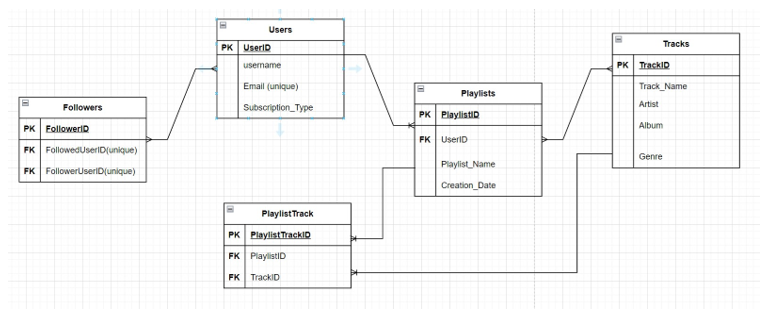 Users
PK UserID
username
Email (unique)
Subscription_Type
Tracks
PK TrackID
Track_Name
Artist
Album
Genre
Followers
PK FollowerID
FK FollowedUserID(unique)
FK FollowerUserID(unique)
Playlists
PK PlaylistID
FK UserID
Playlist_Name
Creation_Date
PlaylistTrack
PK PlaylistTrackID
FK PlaylistID
FK TrackID